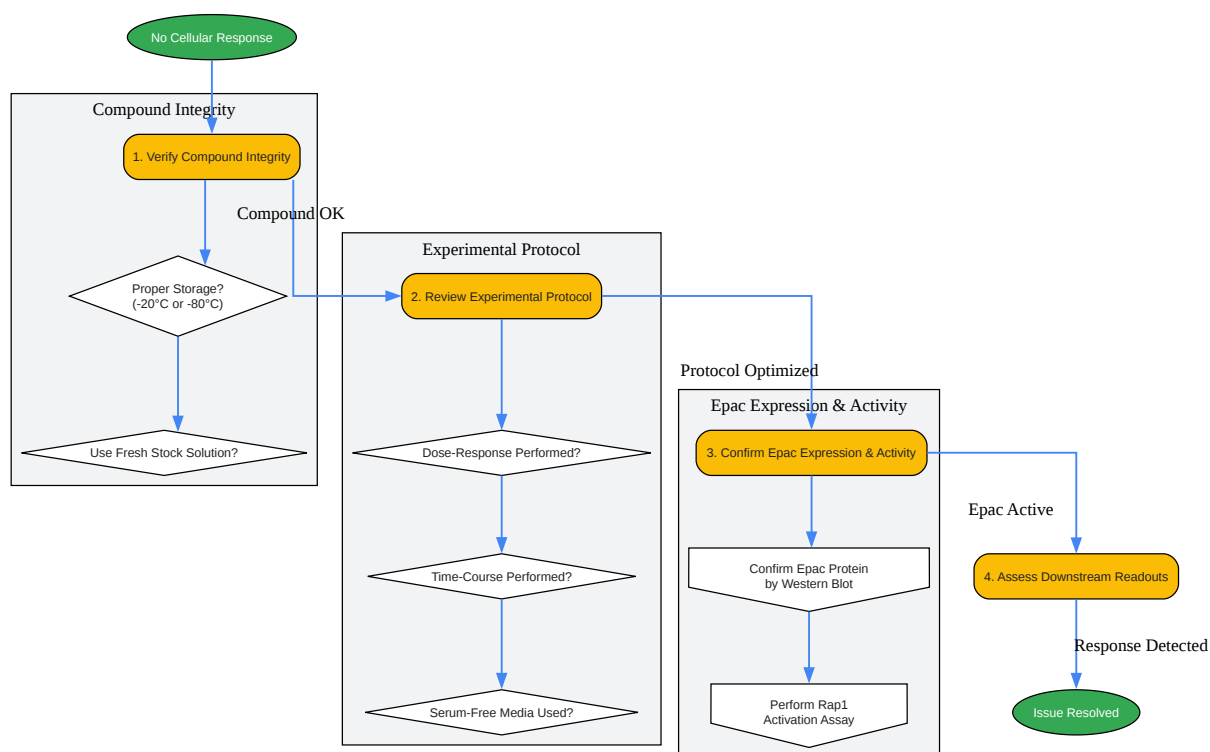 No Cellular Response
Compound Integrity
1. Verify Compound Integrity
Compound OK
Proper Storage?
(-20°C or -80°C)
Use Fresh Stock Solution?
Experimental Protocol
2. Review Experimental Protocol
Protocol Optimized
Dose-Response Performed?
Time-Course Performed?
Serum-Free Media Used?
Epac Expression & Activity
3. Confirm Epac Expression & Activity
Epac Active
Confirm Epac Protein
by Western Blot
Perform Rap1
Activation Assay
4. Assess Downstream Readouts
Response Detected
Issue Resolved